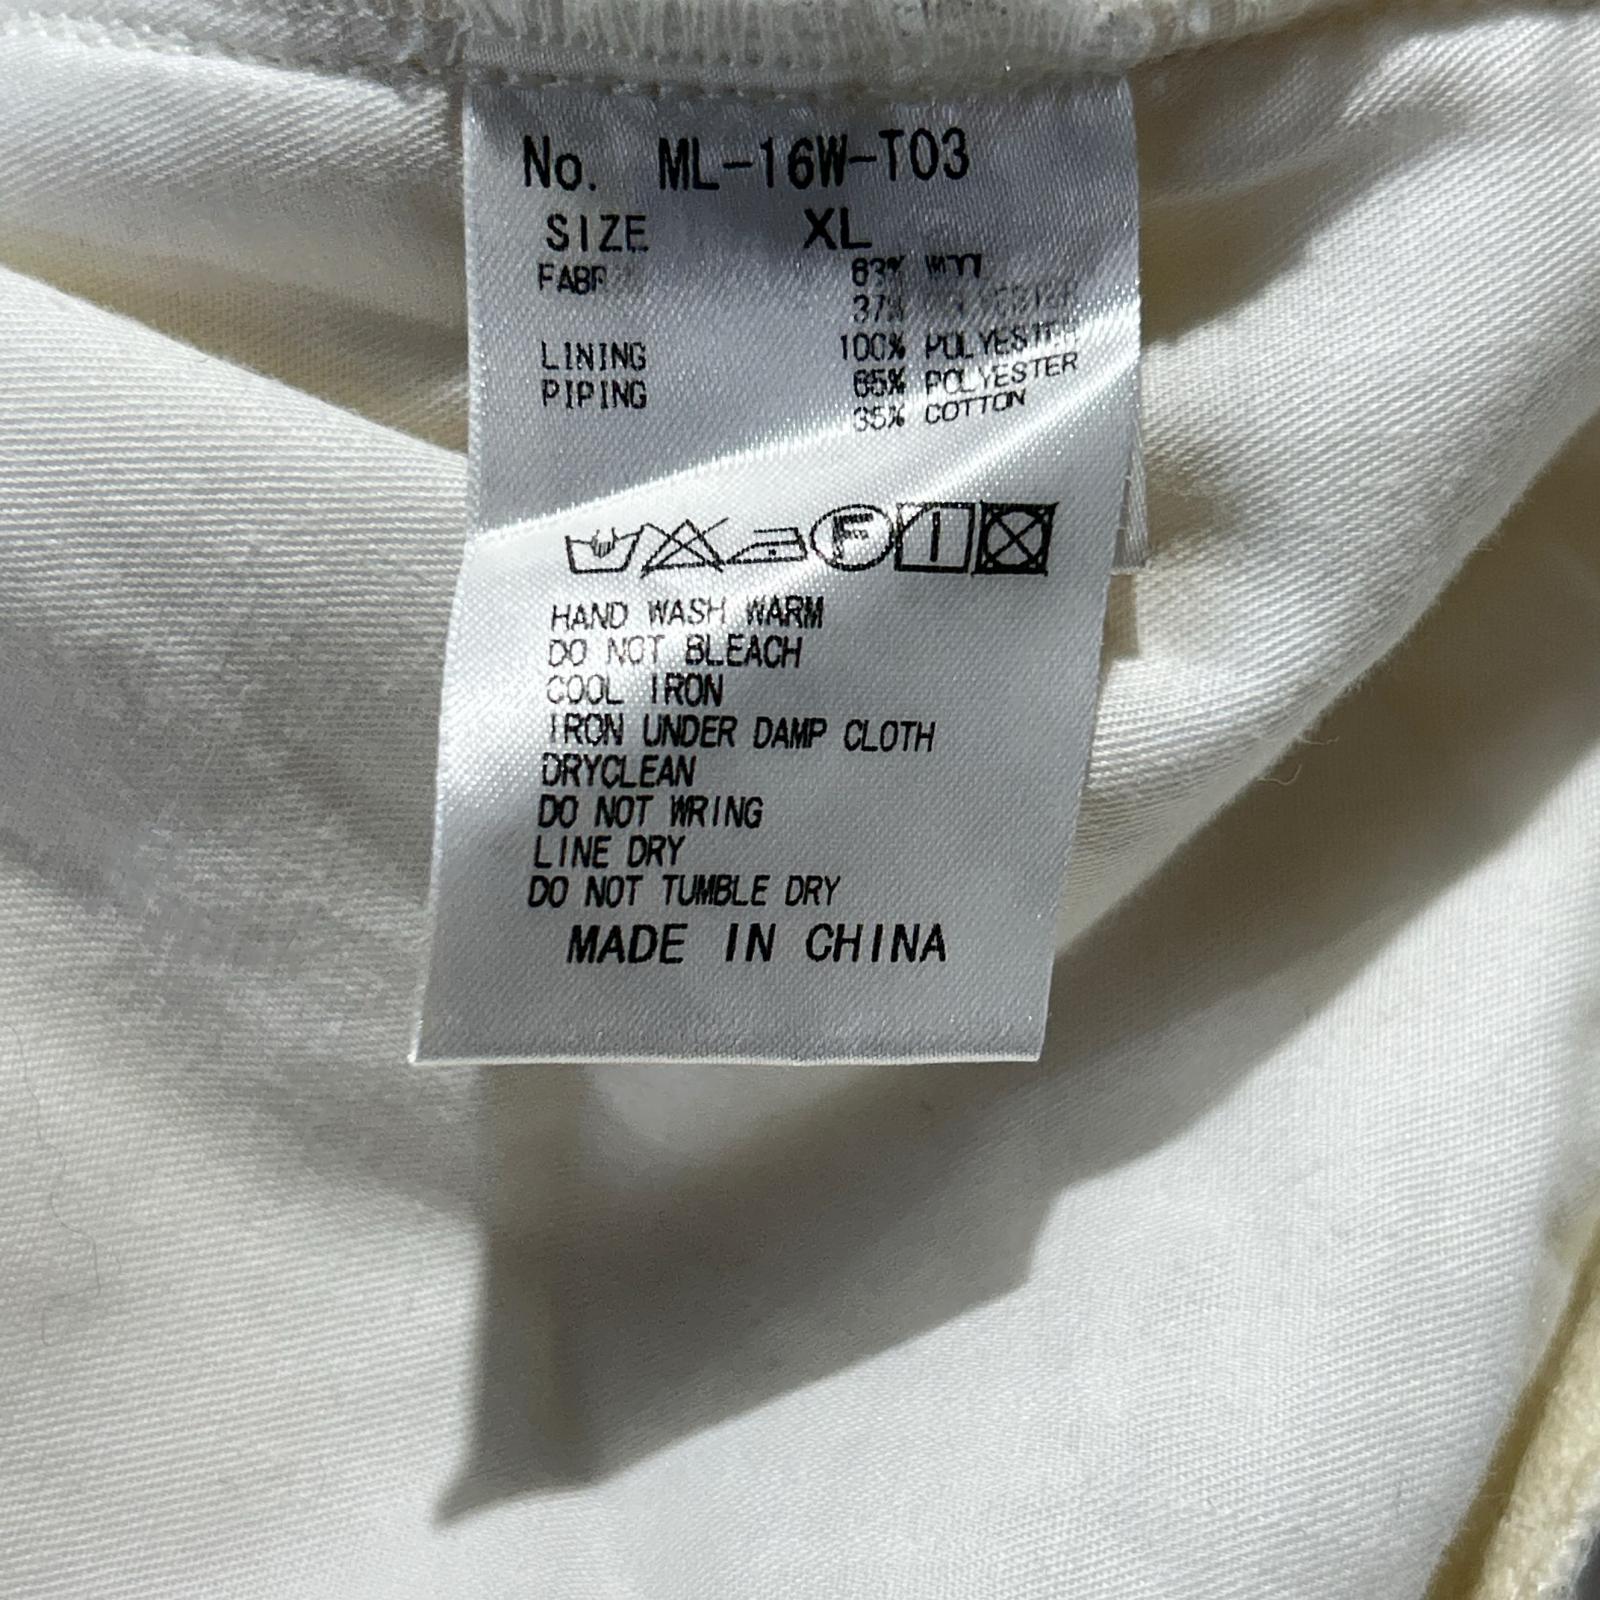 No. ML-16W-T03
SIZE XL
63%
37% POLYESTER
LINING 100% POLYESTER
PIPING 65% POLYESTER
35% COTTON
F
HAND WASH WARM
DO NOT BLEACH
COOL IRON
IRON UNDER DAMP CLOTH
DRYCLEAN
DO NOT WRING
LINE DRY
DO NOT TUMBLE DRY
MADE IN CHINA